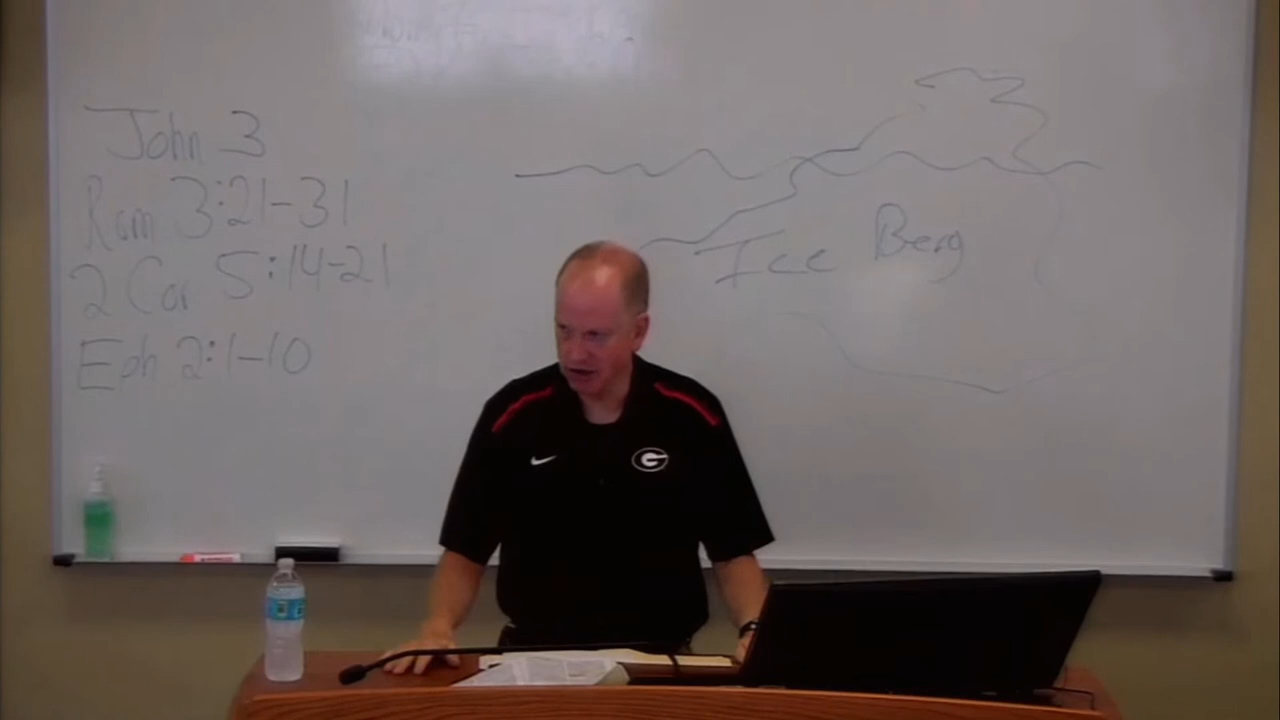 John 3
Rom 3:21-31
2 Cor 5:14-21
Eph 2:1-10
Ice Berg
G